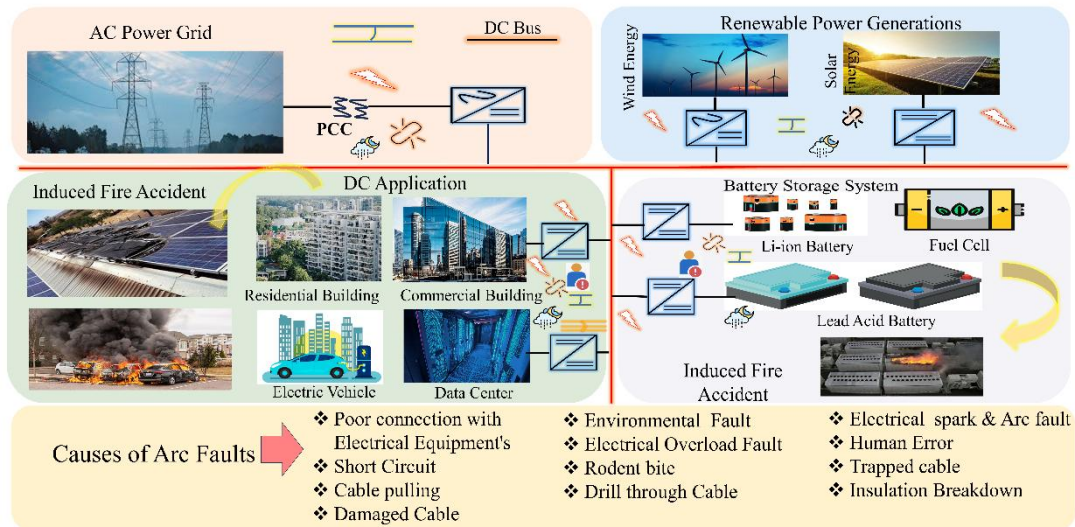 AC Power Grid
DC Bus
PCC
Renewable Power Generations
Wind Energy
Solar
Energy
Induced Fire Accident
DC Application
Residential Building
Commercial Building
Electric Vehicle
Data Center
Battery Storage System
Li-ion Battery
Fuel Cell
Lead Acid Battery
Induced Fire
Accident
Causes of Arc Faults
❖ Poor connection with
Electrical Equipment's
❖ Short Circuit
❖ Cable pulling
❖ Damaged Cable
❖ Environmental Fault
❖ Electrical Overload Fault
❖ Rodent bite
❖ Drill through Cable
❖ Electrical spark & Arc fault
❖ Human Error
❖ Trapped cable
❖ Insulation Breakdown